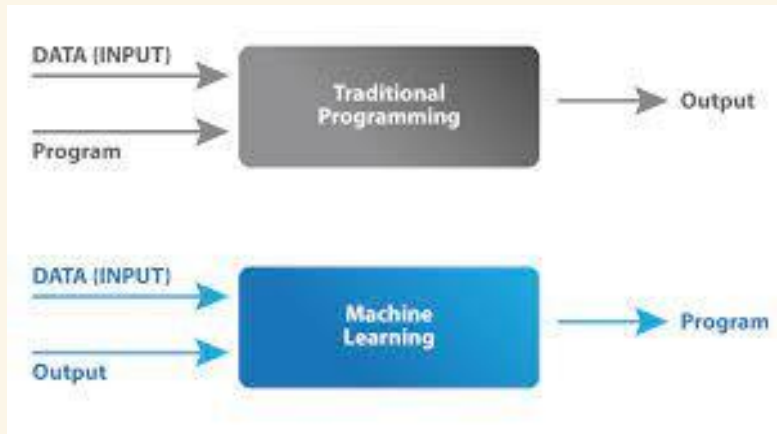 DATA (INPUT)
Traditional
Programming
Output
Program
DATA (INPUT)
Machine
Learning
Program
Output